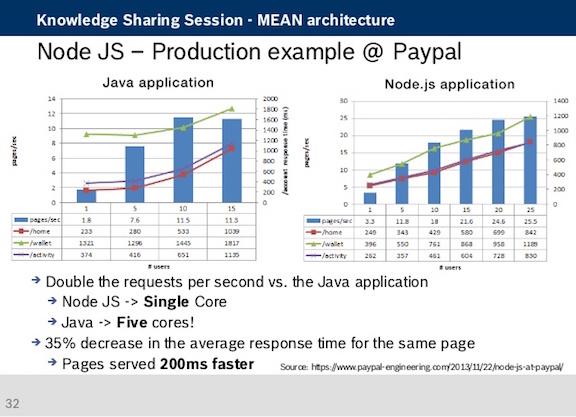 Knowledge Sharing Session - MEAN architecture
Node JS – Production example @ Paypal
Java application
14
12
10
8
6
4
2
0
pages/sec
2000
1800
1600
1400
1200
1000
800
600
400
200
0
/account response time (ms)
1 5 10 15
pages/sec 1.8 7.6 11.5 11.3
/home 233 280 533 1039
/wallet 1321 1296 1445 1817
/activity 374 416 651 1135
# users
Node.js application
30
25
20
15
10
5
0
pages/sec
1400
1200
1000
800
600
400
200
0
1 5 10 15 20 25
pages/sec 3.3 11.8 18 21.6 24.6 25.5
/home 249 343 429 580 699 842
/wallet 396 550 761 868 958 1189
/activity 262 357 461 604 728 830
# users
Double the requests per second vs. the Java application
Node JS -> Single Core
Java -> Five cores!
35% decrease in the average response time for the same page
Pages served 200ms faster
Source: https://www.paypal-engineering.com/2013/11/22/node-js-at-paypal/
32